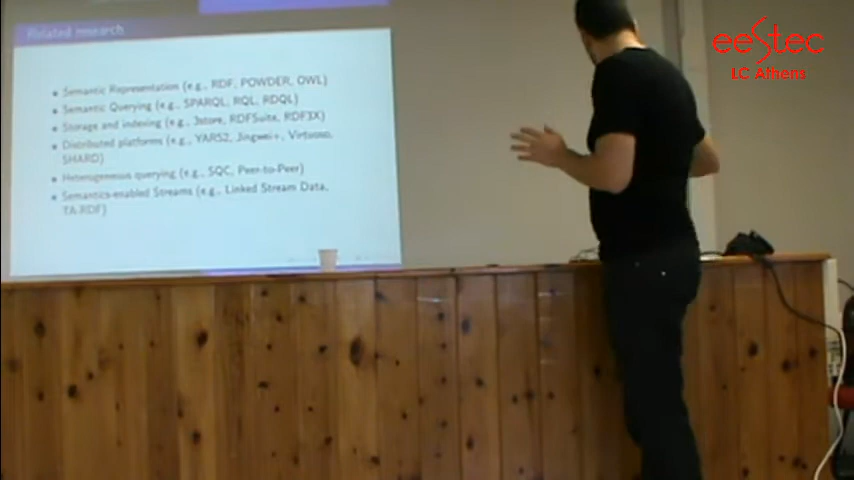 Related research
Semantic Representation (e.g., RDF, POWDER, OWL)
Semantic Querying (e.g., SPARQL, RQL, RDQL)
Storage and indexing (e.g., 3store, RDFSuite, RDF3X)
Distributed platforms (e.g., YARS2, Jingwei+, Virtuoso,
SHARD)
Heterogeneous querying (e.g., SQC, Peer-to-Peer)
Semantics-enabled Streams (e.g., Linked Stream Data,
TA-RDF)
eeStec
LC Athens